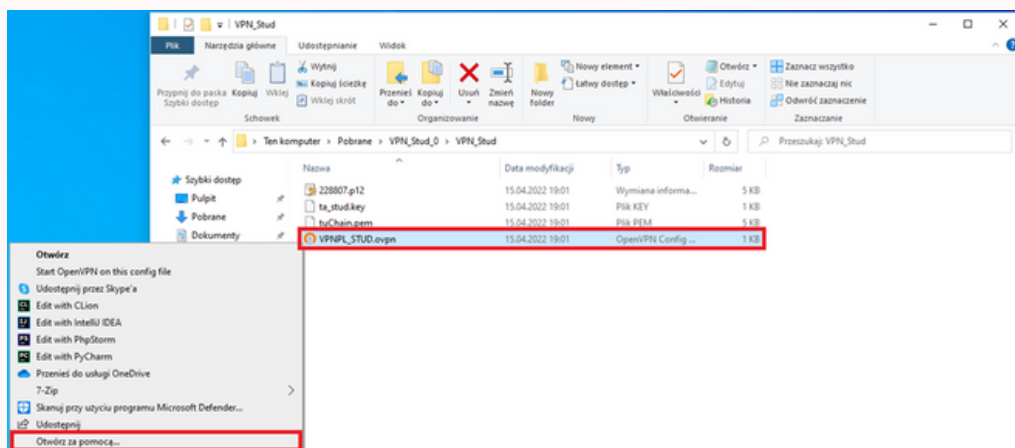 VPN_Stud
Plik Narzędzia główne Udostępnianie Widok
Przypnij do paska Szybki dostęp
Kopiuj
Wklej
Wytnij
Kopiuj ścieżkę
Wklej skrót
Schowek
Przenieś do
Kopiuj do
Usuń
Zmień nazwę
Organizowanie
Nowy folder
Nowy element
Łatwy dostęp
Nowy
Właściwości
Otwórz
Edytuj
Historia
Otwieranie
Zaznacz wszystko
Nie zaznaczaj nic
Odwróć zaznaczenie
Zaznaczanie
Ten komputer > Pobrane > VPN_Stud_0 > VPN_Stud
Przeszukaj: VPN_Stud
Szybki dostęp
Pulpit
Pobrane
Dokumenty
Nazwa Data modyfikacji Typ Rozmiar
228807.p12 15.04.2022 19:01 Wymiana informa... 5 KB
ta_stud.key 15.04.2022 19:01 Plik KEY 1 KB
tuChain.pem 15.04.2022 19:01 Plik PEM 5 KB
VPNPL_STUD.ovpn 15.04.2022 19:01 OpenVPN Config ... 1 KB
Otwórz
Start OpenVPN on this config file
Udostępnij przez Skype'a
Edit with CLion
Edit with IntelliJ IDEA
Edit with PhpStorm
Edit with PyCharm
Przenieś do usługi OneDrive
7-Zip >
Skanuj przy użyciu programu Microsoft Defender...
Udostępnij
Otwórz za pomocą...